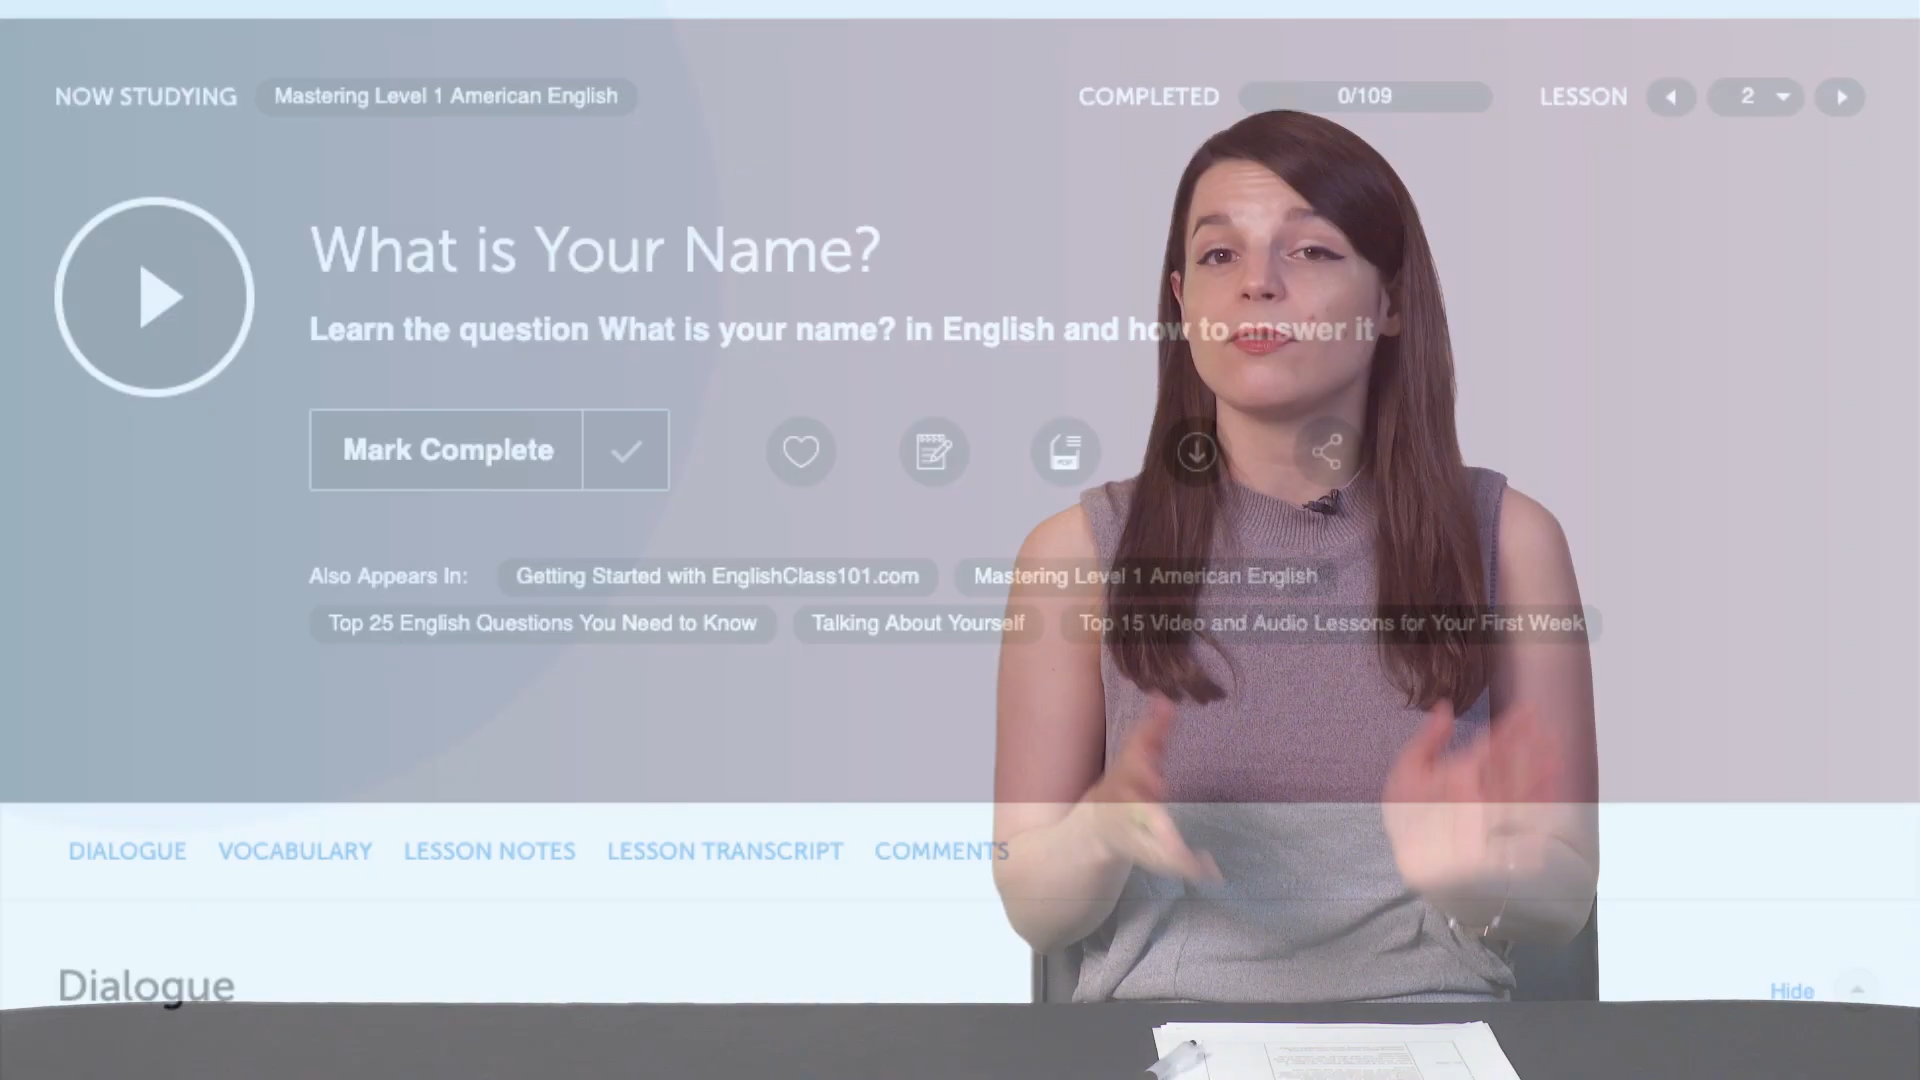 NOW STUDYING Mastering Level 1 American English COMPLETED 0/109 LESSON 2
What is Your Name?
Learn the question What is your name? in English and how to answer it
Mark Complete
Also Appears In: Getting Started with EnglishClass101.com Mastering Level 1 American English
Top 25 English Questions You Need to Know Talking About Yourself Top 15 Video and Audio Lessons for Your First Week
DIALOGUE VOCABULARY LESSON NOTES LESSON TRANSCRIPT COMMENTS
Dialogue Hide